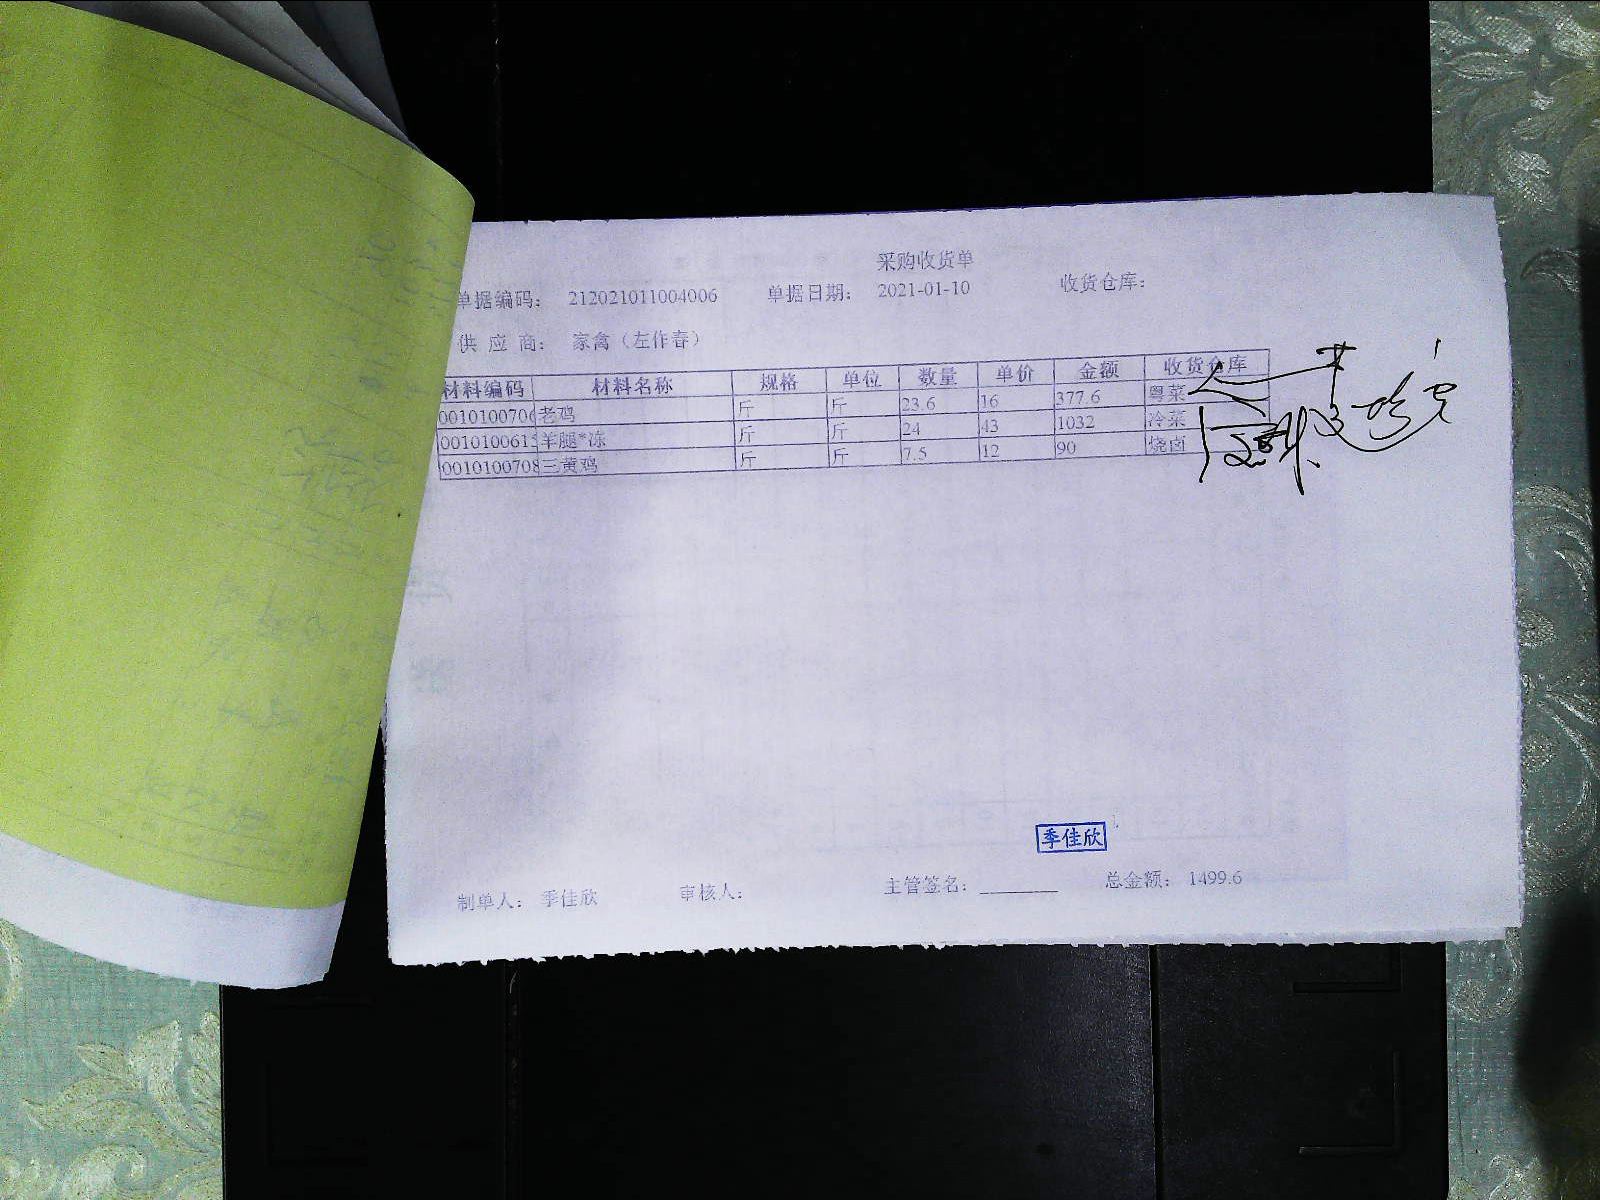 采购收货单
单据编码： 212021011004006 单据日期： 2021-01-10 收货仓库：
供 应 商： 家禽（左作春）
材料编码 材料名称 规格 单位 数量 单价 金额 收货仓库
0010100706 老鸡 斤 斤 23.6 16 377.6 粤菜
001010061 羊腿*冻 斤 斤 24 43 1032 冷菜
0010100708 三黄鸡 斤 斤 7.5 12 90 烧卤
季佳欣
制单人： 季佳欣 审核人： 主管签名：________ 总金额： 1499.6